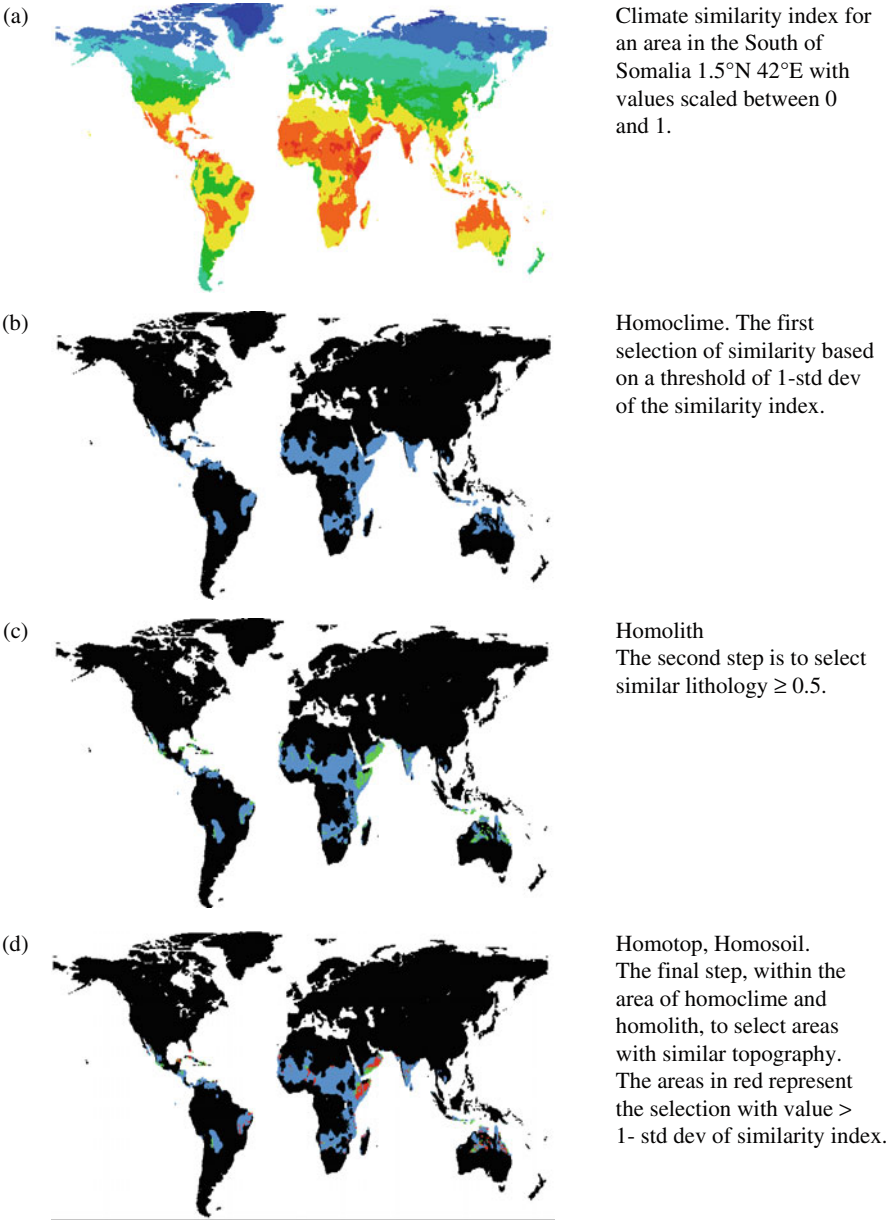 (a)
Climate similarity index for
an area in the South of
Somalia 1.5°N 42°E with
values scaled between 0
and 1.
(b)
Homoclime. The first
selection of similarity based
on a threshold of 1-std dev
of the similarity index.
(c)
Homolith
The second step is to select
similar lithology ≥ 0.5.
(d)
Homotop, Homosoil.
The final step, within the
area of homoclime and
homolith, to select areas
with similar topography.
The areas in red represent
the selection with value >
1- std dev of similarity index.